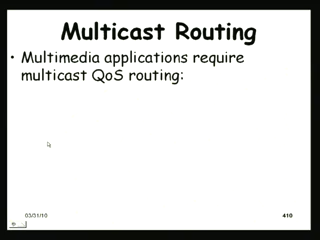 Multicast Routing
• Multimedia applications require
multicast QoS routing:
03/31/10
410